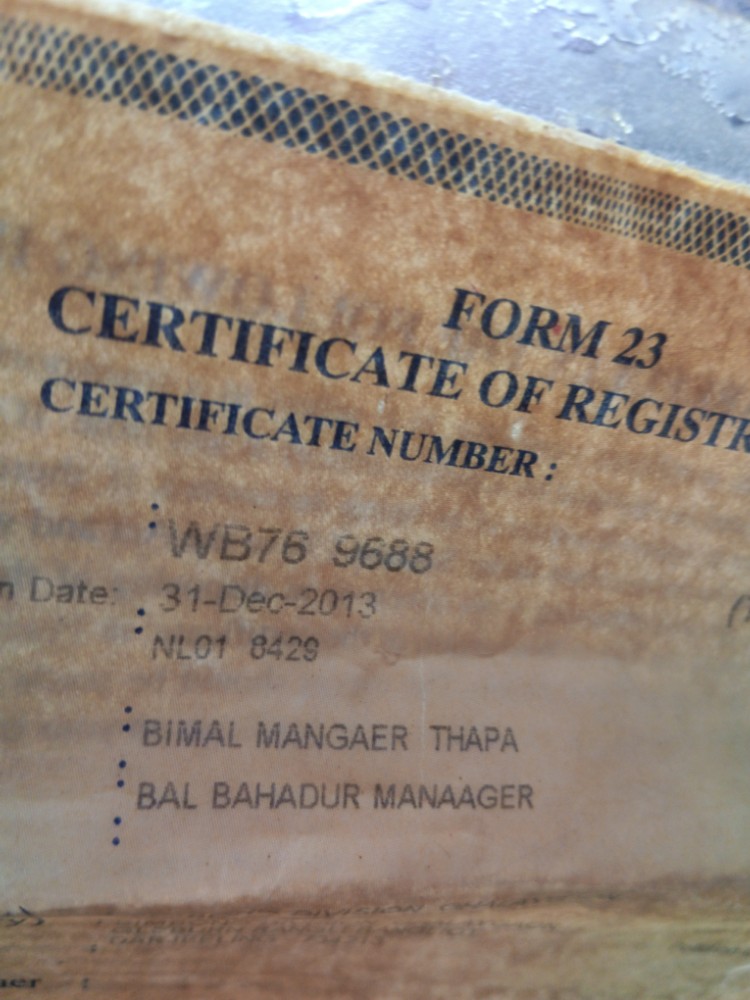 FORM 23
CERTIFICATE OF REGISTR
CERTIFICATE NUMBER :
: WB76 9688
n Date: : 31-Dec-2013
: NL01 8429
: BIMAL MANGAER THAPA
: BAL BAHADUR MANAAGER
:
DIVISION
:
: